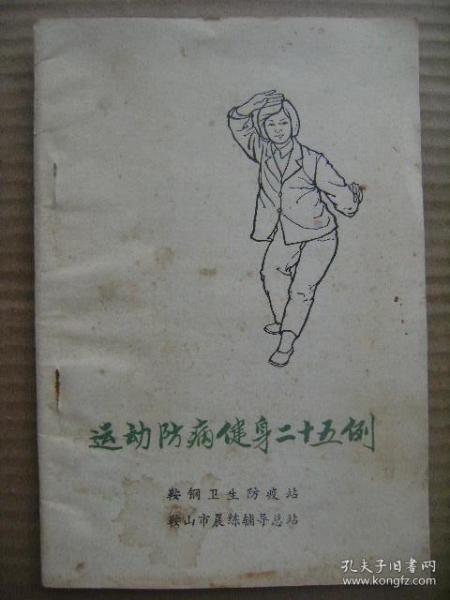 运动防病健身二十五例
鞍钢卫生防疫站
鞍山市晨练辅导总站
孔夫子旧书网
www.kongfz.com